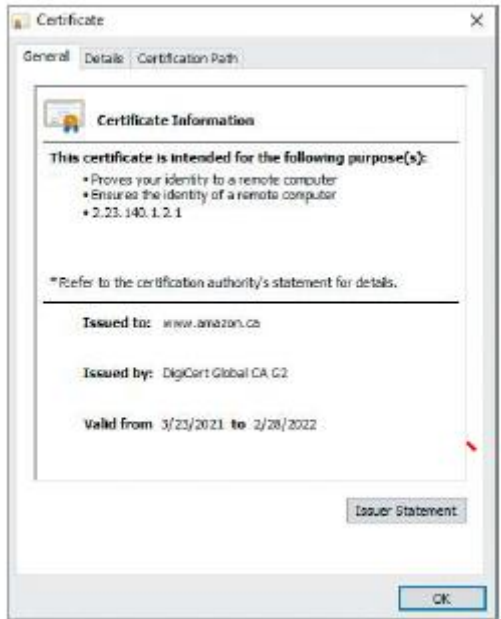 Certificate
General Details Certification Path
Certificate Information
This certificate is intended for the following purpose(s):
• Proves your identity to a remote computer
• Ensures the identity of a remote computer
• 2.23.140.1.2.1
*Refer to the certification authority's statement for details.
Issued to: www.amazon.ca
Issued by: DigiCert Global CA G2
Valid from 3/23/2021 to 2/28/2022
Issuer Statement
OK